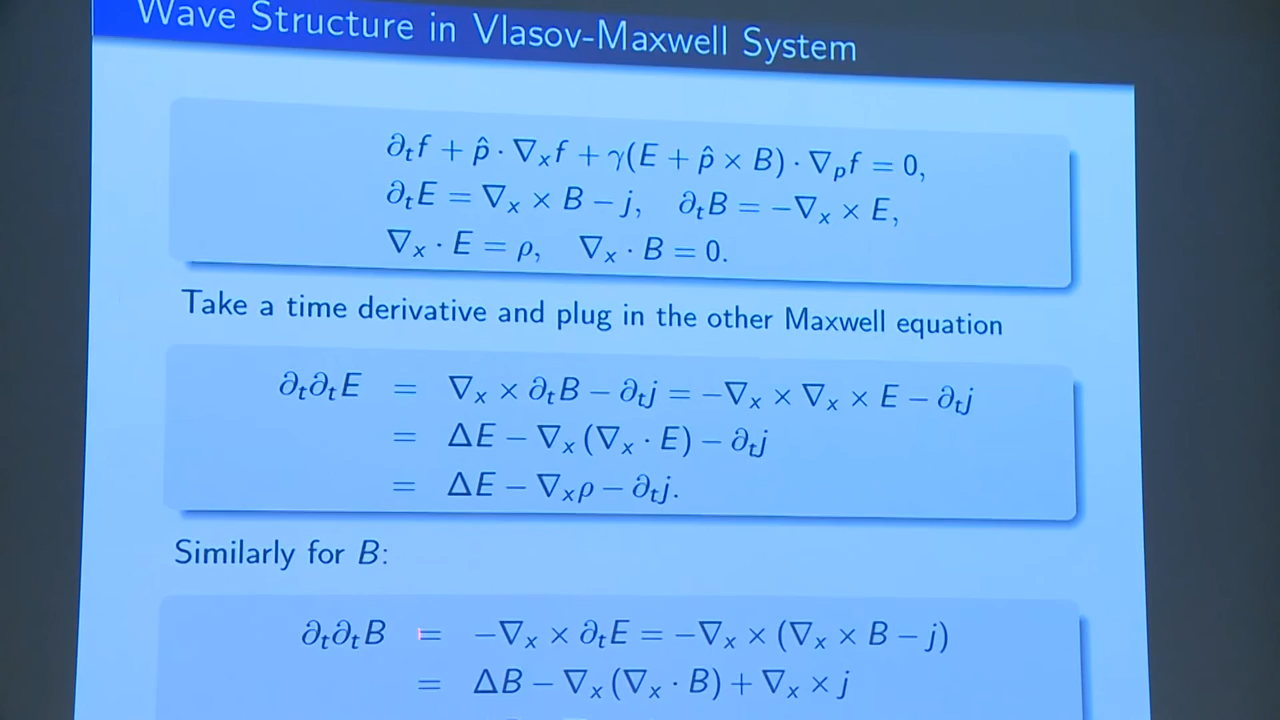 Wave Structure in Vlasov-Maxwell System
∂ₜf + p̂ · ∇ₓf + γ(E + p̂ × B) · ∇ₚf = 0,
∂ₜE = ∇ₓ × B − j, ∂ₜB = −∇ₓ × E,
∇ₓ · E = ρ, ∇ₓ · B = 0.
Take a time derivative and plug in the other Maxwell equation
∂ₜ∂ₜE = ∇ₓ × ∂ₜB − ∂ₜj = −∇ₓ × ∇ₓ × E − ∂ₜj
= ΔE − ∇ₓ(∇ₓ · E) − ∂ₜj
= ΔE − ∇ₓρ − ∂ₜj.
Similarly for B:
∂ₜ∂ₜB = −∇ₓ × ∂ₜE = −∇ₓ × (∇ₓ × B − j)
= ΔB − ∇ₓ(∇ₓ · B) + ∇ₓ × j